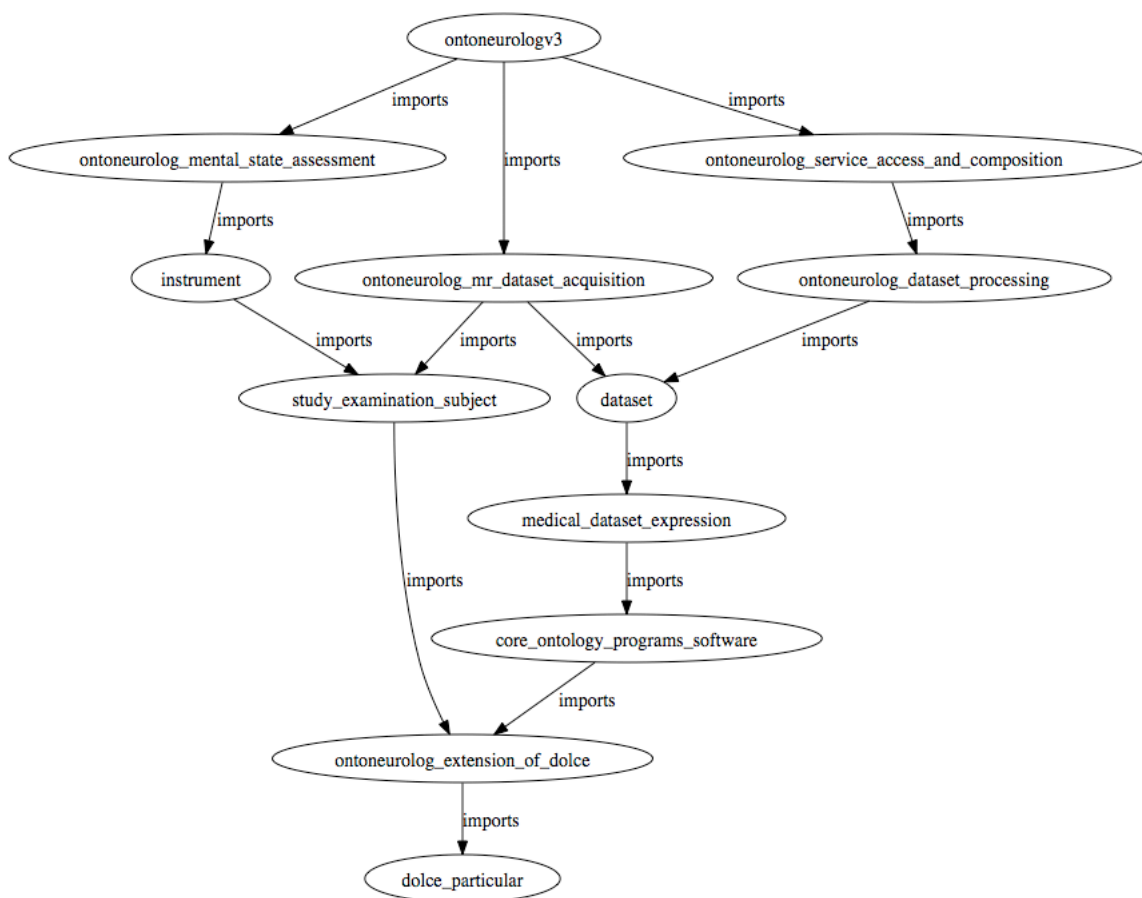 ontoneurologv3
imports
imports
imports
ontoneurolog_mental_state_assessment
ontoneurolog_service_access_and_composition
imports
imports
instrument
ontoneurolog_mr_dataset_acquisition
ontoneurolog_dataset_processing
imports
imports
imports
imports
study_examination_subject
dataset
imports
medical_dataset_expression
imports
imports
core_ontology_programs_software
imports
ontoneurolog_extension_of_dolce
imports
dolce_particular